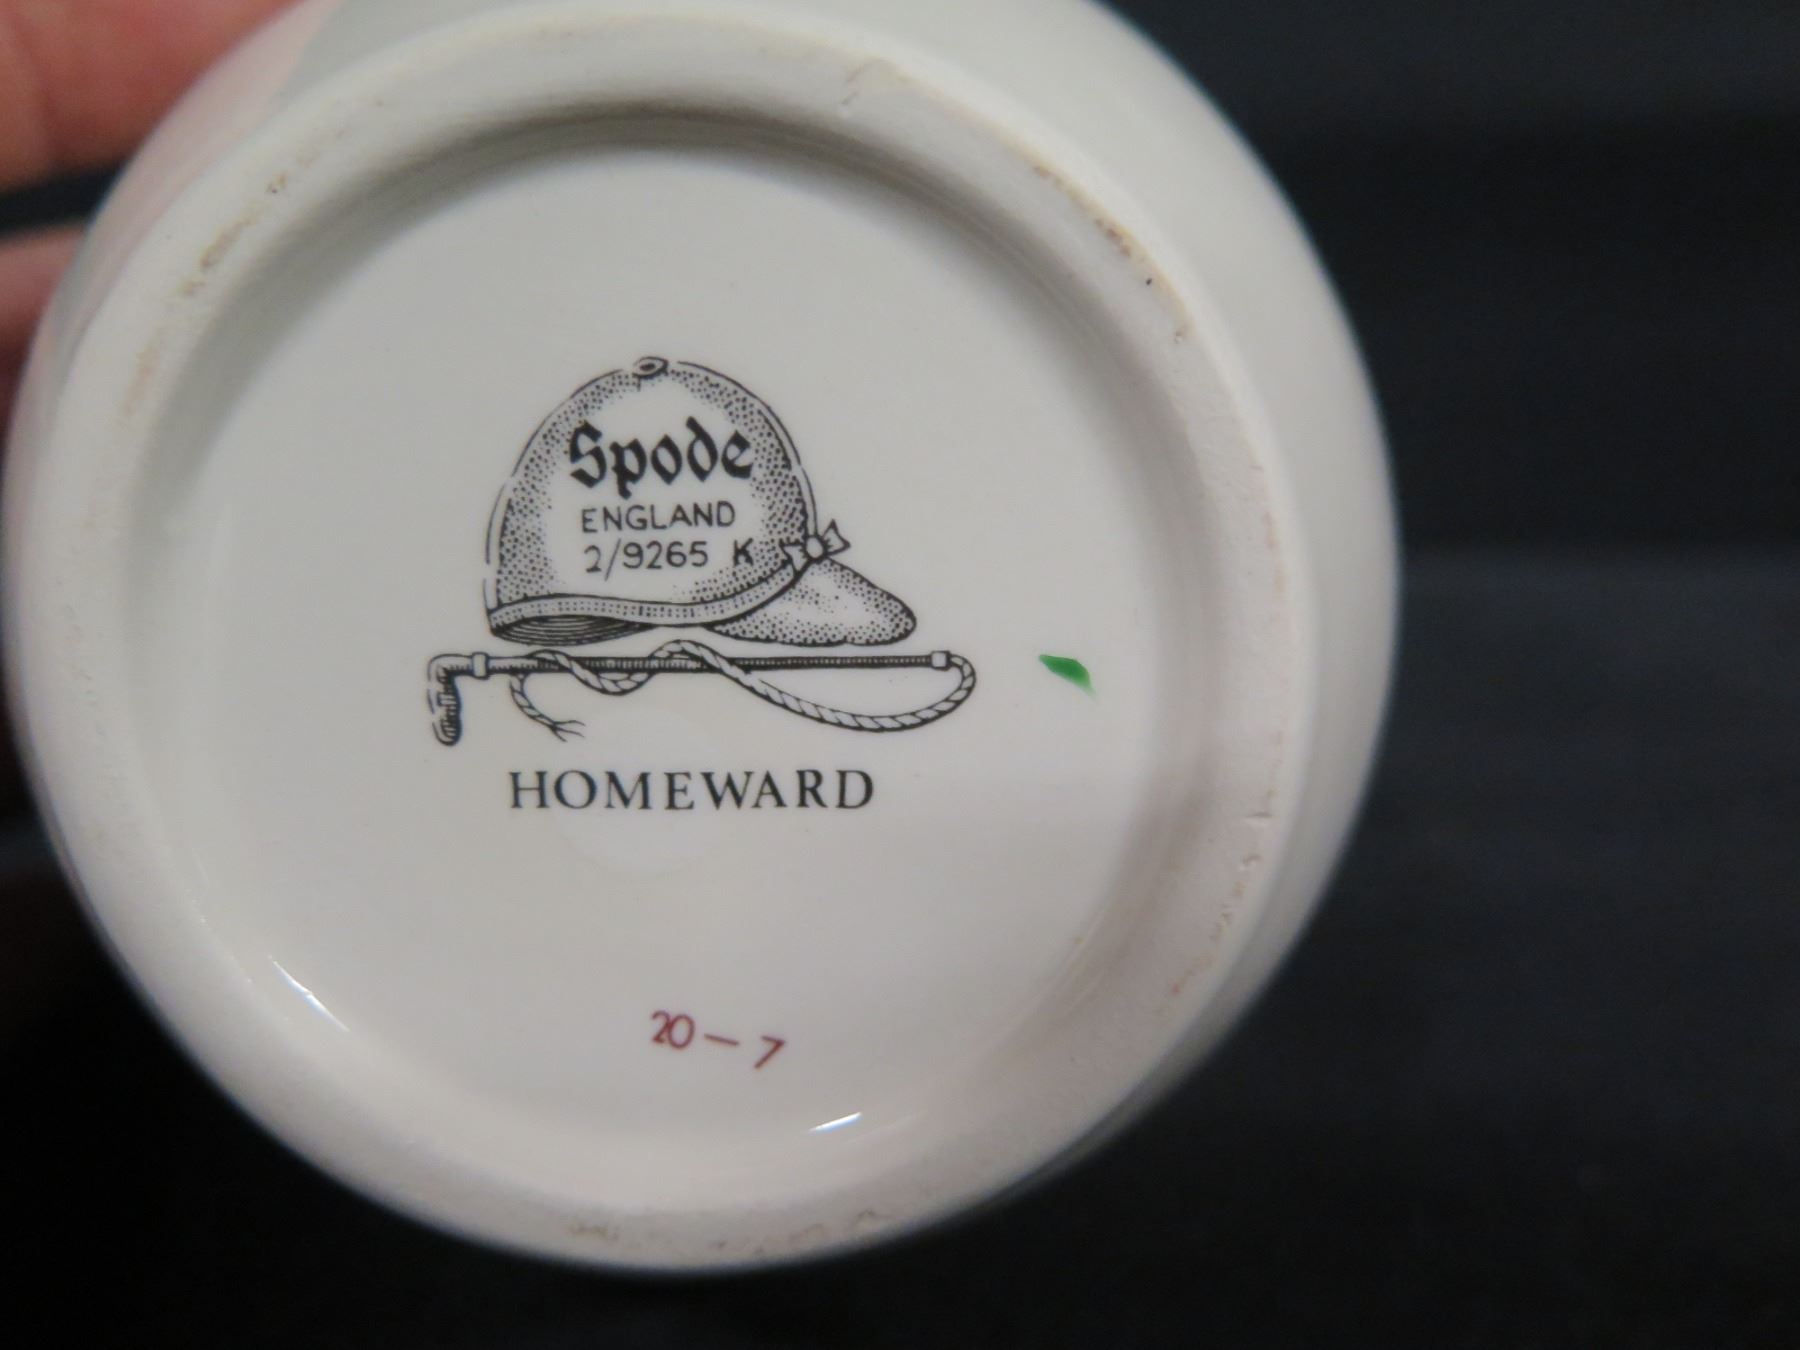 Spode
ENGLAND
2/9265 K
HOMEWARD
20 – 7